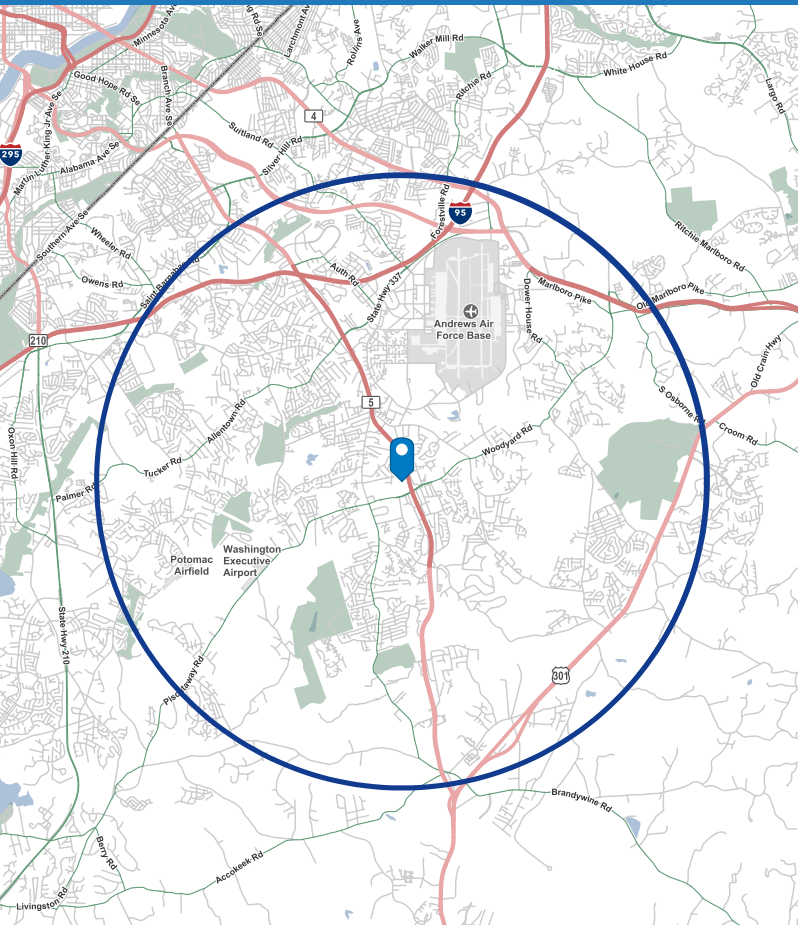 Minnesota Av
ng Rd Se
Larchmont Av
Rollins Ave
Walker Mill Rd
White House Rd
Largo Rd
Good Hope Rd Se
Branch Ave Se
Ritchie Rd
4
Suitland Rd
Silver Hill Rd
295
Martin Luther King Jr Ave Se
Alabama Ave Se
Forestville Rd
95
Southern Ave Se
Wheeler Rd
Ritchie Marlboro Rd
Owens Rd
Saint Barnabas Rd
Auth Rd
State Hwy 337
Dower House Rd
Marlboro Pike
Old Marlboro Pike
Andrews Air
Force Base
210
Old Crain Hwy
5
S Osborne Rd
Croom Rd
Allentown Rd
Woodyard Rd
Oxon Hill Rd
Tucker Rd
Palmer Rd
Potomac
Airfield
Washington
Executive
Airport
State Hwy 210
301
Piscataway Rd
Brandywine Rd
Berry Rd
Accokeek Rd
Livingston Rd